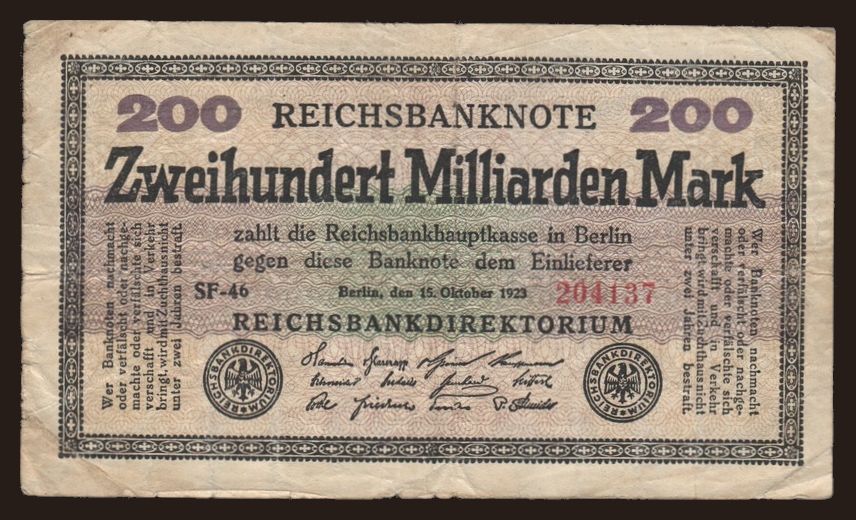 200 REICHSBANKNOTE 200
Zweihundert Milliarden Mark
zahlt die Reichsbankhauptkasse in Berlin
gegen diese Banknote dem Einlieferer
SF-46 Berlin, den 15. Oktober 1923 204137
REICHSBANKDIREKTORIUM
Wer Banknoten nachmacht
oder verfälscht oder nachge-
machte oder verfälschte sich
verschafft und in Verkehr
bringt, wird mit Zuchthaus nicht
unter zwei Jahren bestraft.
Wer Banknoten nachmacht
oder verfälscht oder nachge-
machte oder verfälschte sich
verschafft und in Verkehr
bringt, wird mit Zuchthaus nicht
unter zwei Jahren bestraft.
REICHSBANKDIREKTORIUM
REICHSBANKDIREKTORIUM